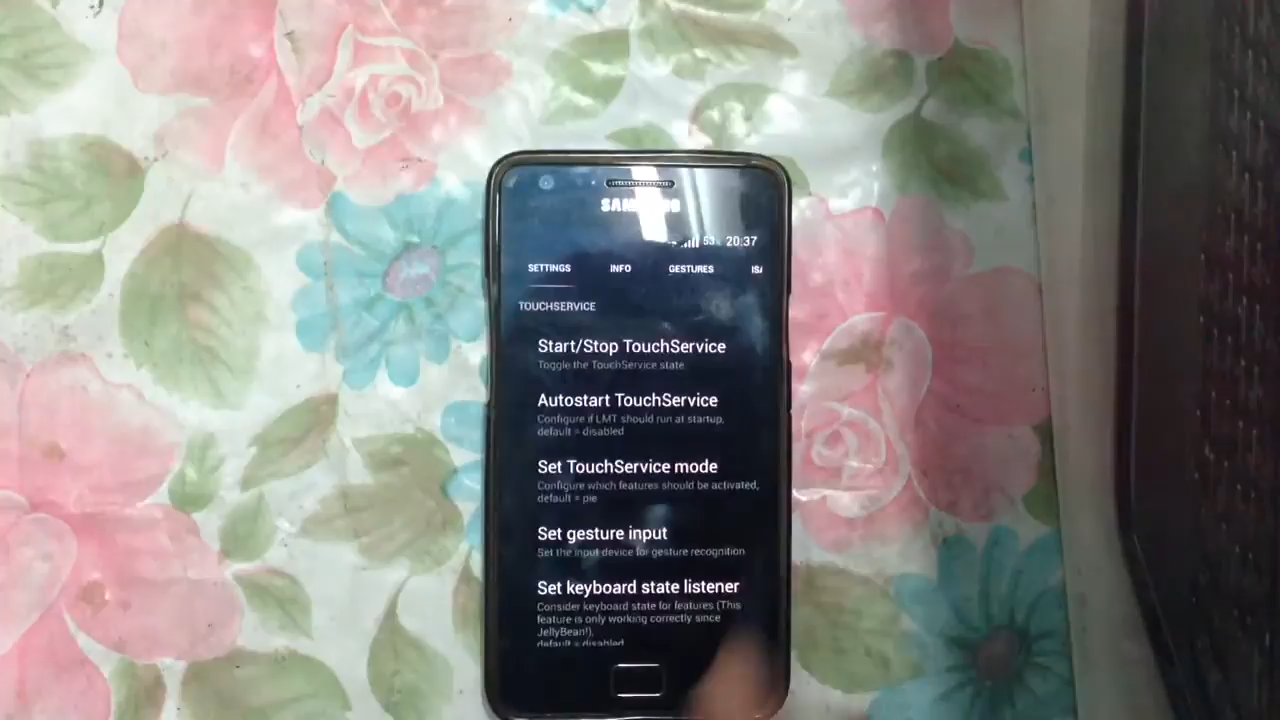 SAMSUNG
53 20:37
SETTINGS INFO GESTURES
TOUCHSERVICE
Start/Stop TouchService
Toggle the TouchService state
Autostart TouchService
Configure if LMT should run at startup,
default = disabled
Set TouchService mode
Configure which features should be activated,
default = pie
Set gesture input
Set the input device for gesture recognition
Set keyboard state listener
Consider keyboard state for features (This
feature is only working correctly since
JellyBean!),
default = disabled